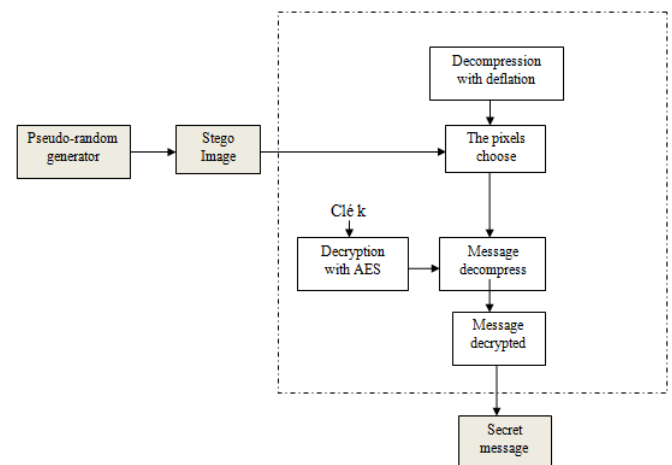 Decompression
with deflation
Pseudo-random
generator
Stego
Image
The pixels
choose
Clé k
Decryption
with AES
Message
decompress
Message
decrypted
Secret
message